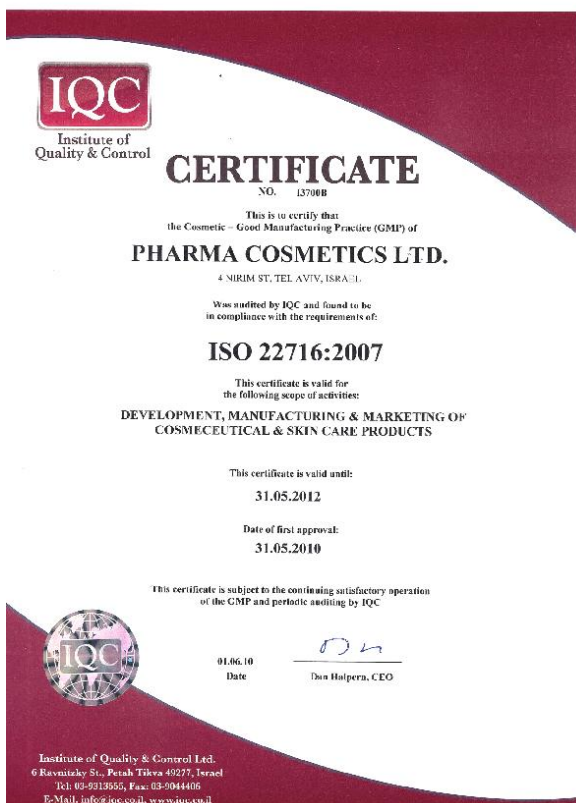 IQC
Institute of
Quality & Control
CERTIFICATE
NO. 13700B
This is to certify that
the Cosmetic – Good Manufacturing Practice (GMP) of
PHARMA COSMETICS LTD.
4 NIRIM ST. TEL AVIV, ISRAEL
Was audited by IQC and found to be
in compliance with the requirements of:
ISO 22716:2007
This certificate is valid for
the following scope of activities:
DEVELOPMENT, MANUFACTURING & MARKETING OF
COSMECEUTICAL & SKIN CARE PRODUCTS
This certificate is valid until:
31.05.2012
Date of first approval:
31.05.2010
This certificate is subject to the continuing satisfactory operation
of the GMP and periodic auditing by IQC
IQC
01.06.10
Date
Dan Halpern, CEO
Institute of Quality & Control Ltd.
6 Ravnitzky St., Petah Tikva 49277, Israel
Tel: 03-9313555, Fax: 03-9044406
E-Mail. info@iqc.co.il, www.iqc.co.il